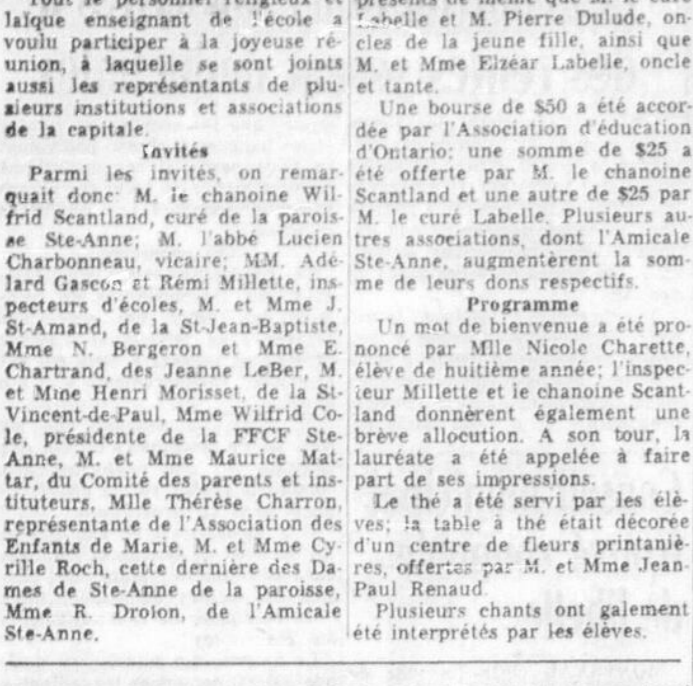 Tout le personnel religieux et
laïque enseignant de l'école a
voulu participer à la joyeuse ré-
union, à laquelle se sont joints
aussi les représentants de plu-
sieurs institutions et associations
de la capitale.
Invités
Parmi les invités, on remar-
quait donc: M. le chanoine Wil-
frid Scantland, curé de la parois-
se Ste-Anne; M. l'abbé Lucien
Charbonneau, vicaire; MM. Adé-
lard Gascon et Rémi Millette, ins-
pecteurs d'écoles, M. et Mme J.
St-Amand, de la St-Jean-Baptiste,
Mme N. Bergeron et Mme E.
Chartrand, des Jeanne LeBer, M.
et Mme Henri Morisset, de la St-
Vincent-de-Paul, Mme Wilfrid Co-
le, présidente de la FFCF Ste-
Anne, M. et Mme Maurice Mat-
tar, du Comité des parents et ins-
tituteurs, Mlle Thérèse Charron,
représentante de l'Association des
Enfants de Marie, M. et Mme Cy-
rille Roch, cette dernière des Da-
mes de Ste-Anne de la paroisse,
Mme R. Drolon, de l'Amicale
Ste-Anne.
présents de même que M. le curé
Labelle et M. Pierre Dulude, on-
cles de la jeune fille, ainsi que
M. et Mme Elzéar Labelle, oncle
et tante.
Une bourse de $50 a été accor-
dée par l'Association d'éducation
d'Ontario; une somme de $25 a
été offerte par M. le chanoine
Scantland et une autre de $25 par
M. le curé Labelle. Plusieurs au-
tres associations, dont l'Amicale
Ste-Anne, augmentèrent la som-
me de leurs dons respectifs.
Programme
Un mot de bienvenue a été pro-
noncé par Mlle Nicole Charette,
élève de huitième année; l'inspec-
teur Millette et le chanoine Scant-
land donnèrent également une
brève allocution. A son tour, la
lauréate a été appelée à faire
part de ses impressions.
Le thé a été servi par les élè-
ves; la table à thé était décorée
d'un centre de fleurs printaniè-
res, offertes par M. et Mme Jean-
Paul Renaud.
Plusieurs chants ont galement
été interprétés par les élèves.